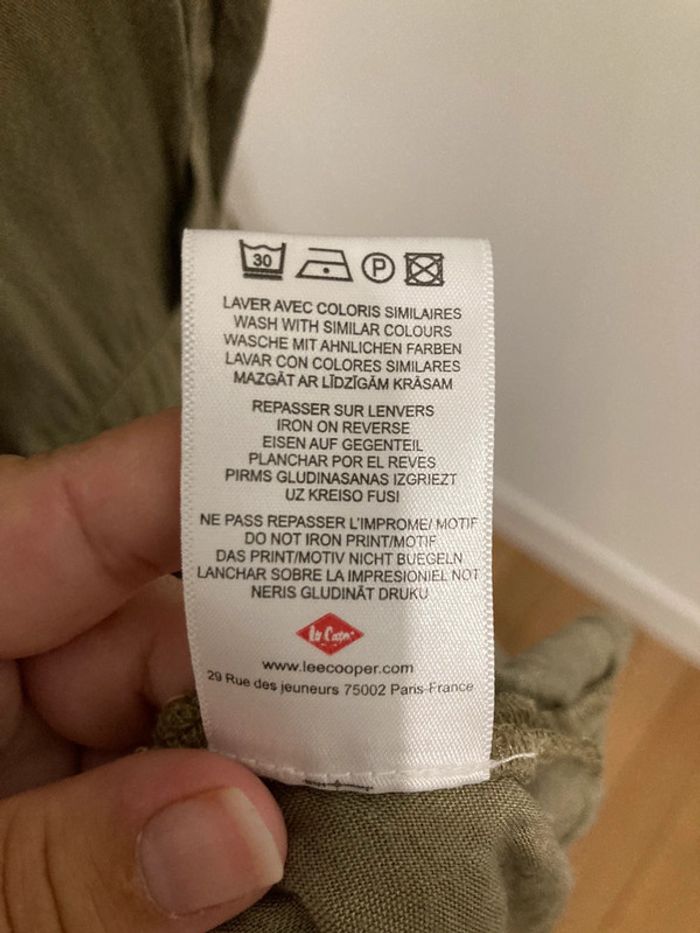 30
P
LAVER AVEC COLORIS SIMILAIRES
WASH WITH SIMILAR COLOURS
WASCHE MIT AHNLICHEN FARBEN
LAVAR CON COLORES SIMILARES
MAZGĀT AR LĪDZĪGĀM KRĀSAM
REPASSER SUR LENVERS
IRON ON REVERSE
EISEN AUF GEGENTEIL
PLANCHAR POR EL REVES
PIRMS GLUDINASANAS IZGRIEZT
UZ KREISO FUSI
NE PASS REPASSER L'IMPROME/ MOTIF
DO NOT IRON PRINT/MOTIF
DAS PRINT/MOTIV NICHT BUEGELN
LANCHAR SOBRE LA IMPRESIONIEL NOT
NERIS GLUDINĀT DRUKU
Lee Cooper
www.leecooper.com
29 Rue des jeuneurs 75002 Paris-France